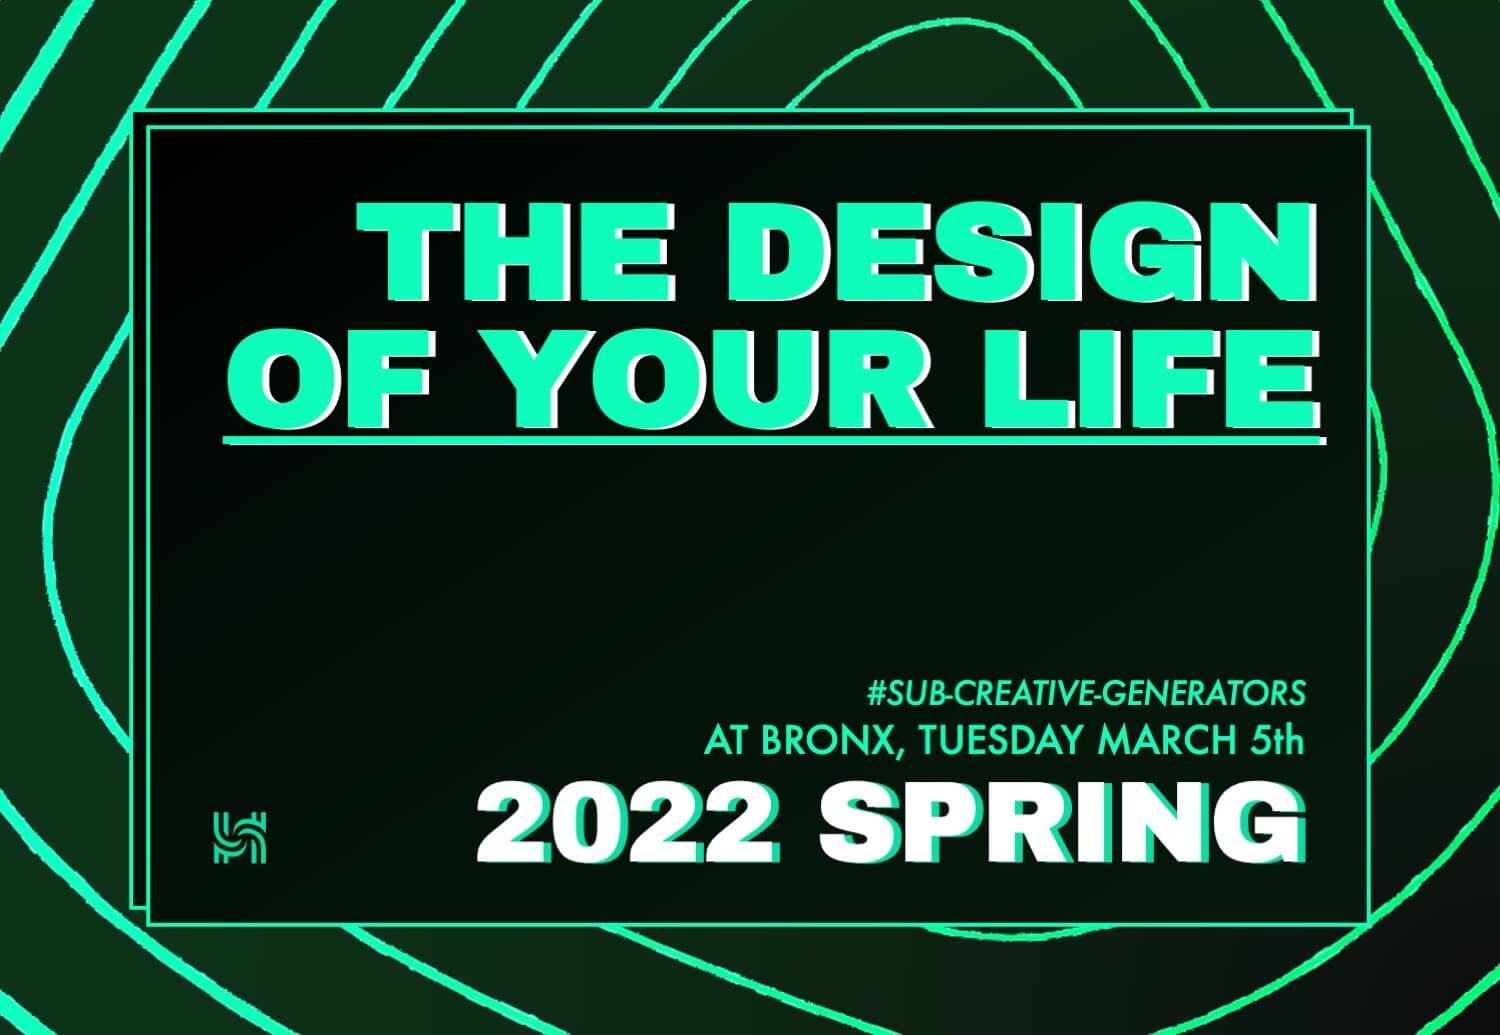 THE DESIGN
OF YOUR LIFE
#SUB-CREATIVE-GENERATORS
AT BRONX, TUESDAY MARCH 5th
2022 SPRING